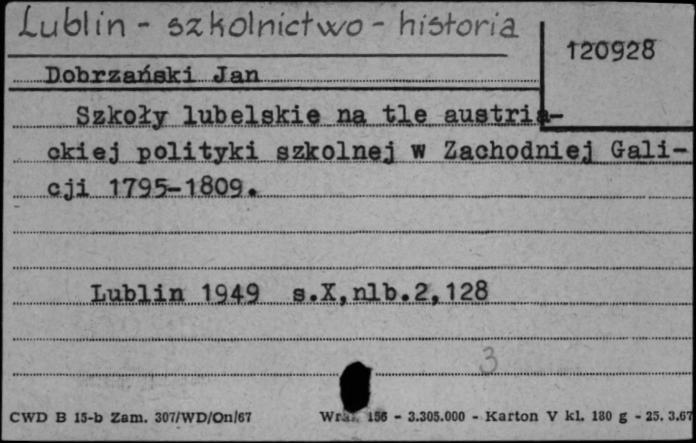 Lublin - szkolnictwo - historia
120928
Dobrzański Jan
Szkoły lubelskie na tle austria-
ckiej polityki szkolnej w Zachodniej Gali-
cji 1795-1809.
Lublin 1949 s.X,nlb.2,128
3
CWD B 15-b Zam. 307/WD/On/67 156 - 3.305.000 - Karton V kl. 180 g - 25. 3.67